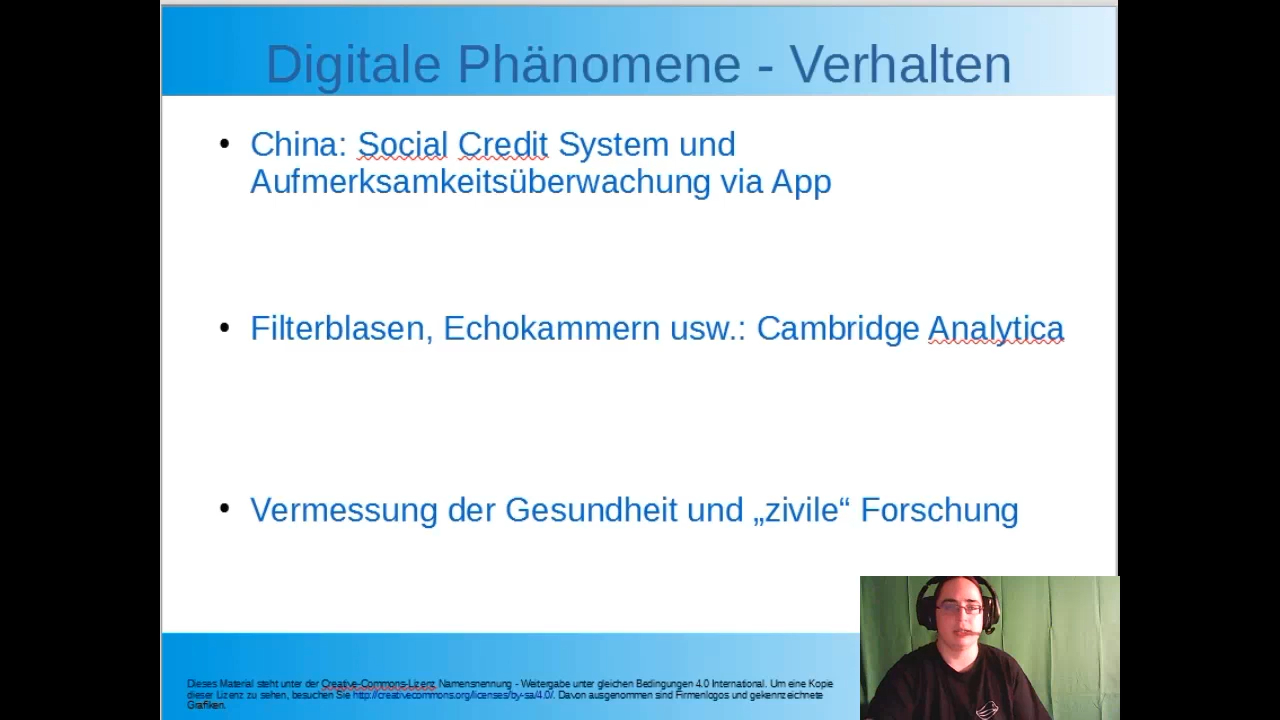 Digitale Phänomene - Verhalten
• China: Social Credit System und
Aufmerksamkeitsüberwachung via App
• Filterblasen, Echokammern usw.: Cambridge Analytica
• Vermessung der Gesundheit und „zivile“ Forschung
Dieses Material steht unter der Creative-Commons-Lizenz Namensnennung - Weitergabe unter gleichen Bedingungen 4.0 International. Um eine Kopie
dieser Lizenz zu sehen, besuchen Sie http://creativecommons.org/licenses/by-sa/4.0/. Davon ausgenommen sind Firmenlogos und gekennzeichnete
Grafiken.